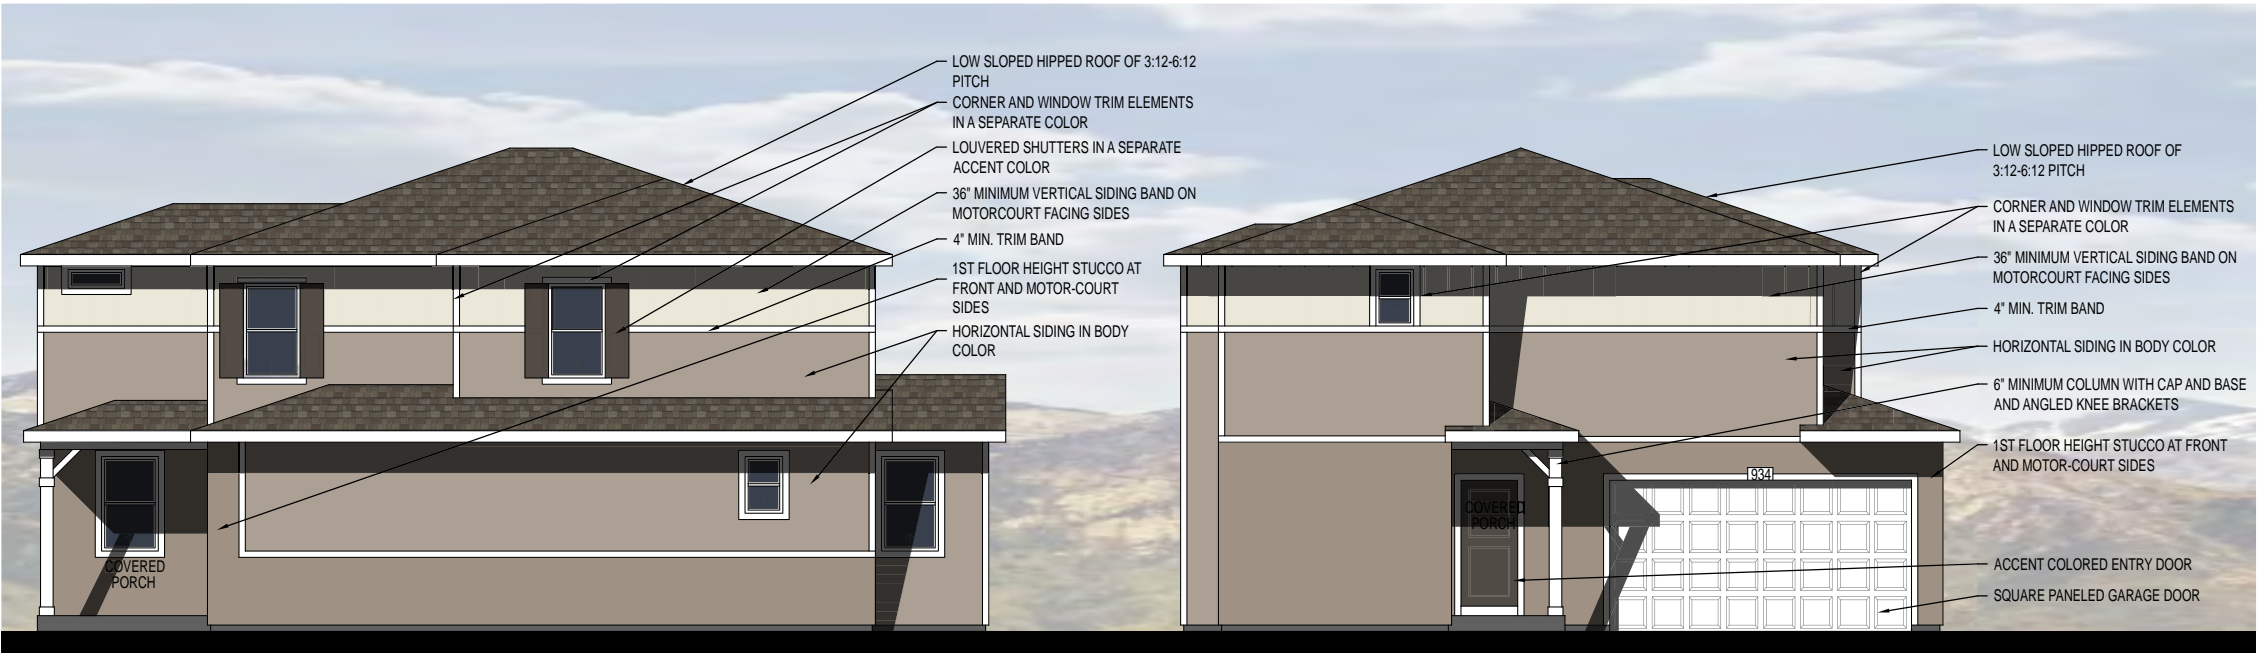 LOW SLOPED HIPPED ROOF OF 3:12-6:12
PITCH
CORNER AND WINDOW TRIM ELEMENTS
IN A SEPARATE COLOR
LOUVERED SHUTTERS IN A SEPARATE
ACCENT COLOR
36" MINIMUM VERTICAL SIDING BAND ON
MOTORCOURT FACING SIDES
4" MIN. TRIM BAND
1ST FLOOR HEIGHT STUCCO AT
FRONT AND MOTOR-COURT
SIDES
HORIZONTAL SIDING IN BODY
COLOR
COVERED
PORCH
LOW SLOPED HIPPED ROOF OF
3:12-6:12 PITCH
CORNER AND WINDOW TRIM ELEMENTS
IN A SEPARATE COLOR
36" MINIMUM VERTICAL SIDING BAND ON
MOTORCOURT FACING SIDES
4" MIN. TRIM BAND
HORIZONTAL SIDING IN BODY COLOR
6" MINIMUM COLUMN WITH CAP AND BASE
AND ANGLED KNEE BRACKETS
1ST FLOOR HEIGHT STUCCO AT FRONT
AND MOTOR-COURT SIDES
934
COVERED
PORCH
ACCENT COLORED ENTRY DOOR
SQUARE PANELED GARAGE DOOR